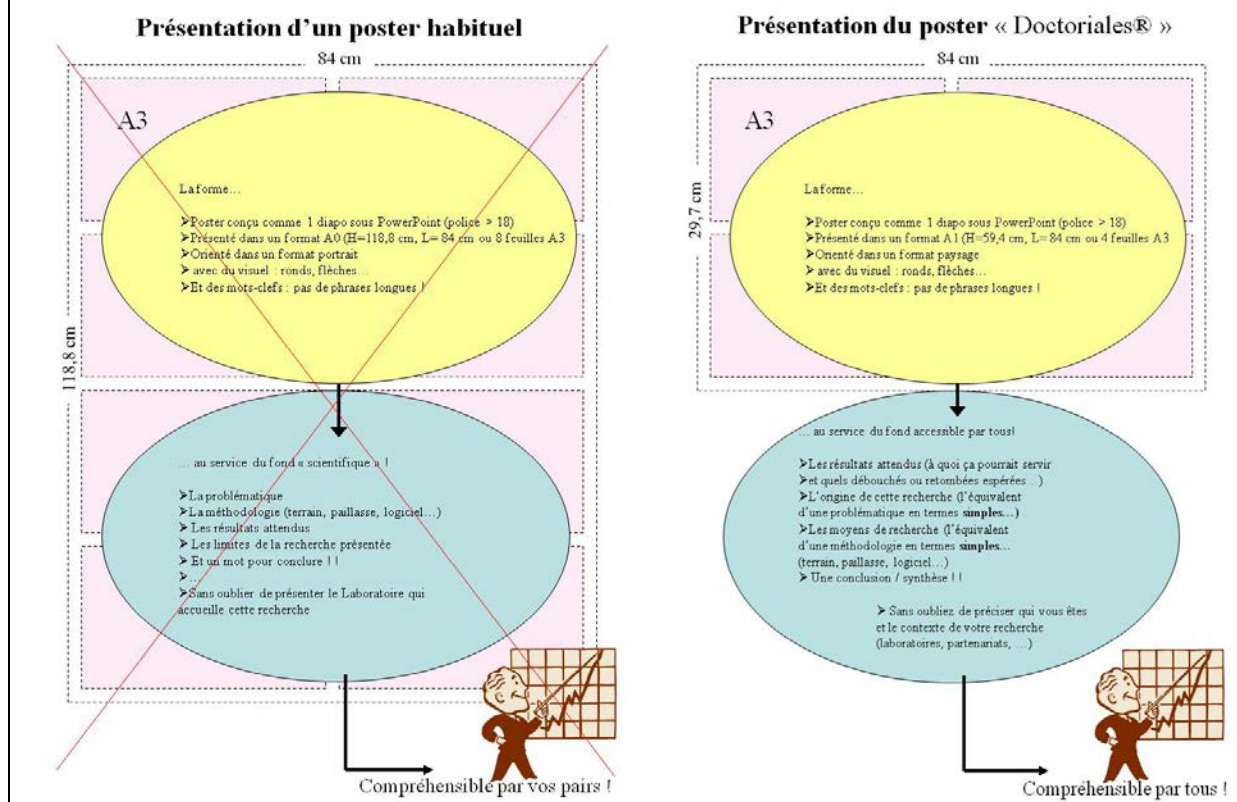 Présentation d'un poster habituel
84 cm
A3
118,8 cm
La forme…
➤Poster conçu comme 1 diapo sous PowerPoint (police > 18)
➤Présenté dans un format A0 (H=118,8 cm, L= 84 cm ou 8 feuilles A3
➤Orienté dans un format portrait
➤ avec du visuel : ronds, flèches…
➤Et des mots-clefs : pas de phrases longues !
… au service du fond « scientifique » !
➤La problématique
➤La méthodologie (terrain, paillasse, logiciel…)
➤ Les résultats attendus
➤ Les limites de la recherche présentée
➤ Et un mot pour conclure ! !
➤…
➤Sans oublier de présenter le Laboratoire qui
accueille cette recherche
Compréhensible par vos pairs !
Présentation du poster « Doctoriales® »
84 cm
A3
29,7 cm
La forme…
➤Poster conçu comme 1 diapo sous PowerPoint (police > 18)
➤Présenté dans un format A1 (H=59,4 cm, L= 84 cm ou 4 feuilles A3
➤Orienté dans un format paysage
➤ avec du visuel : ronds, flèches…
➤Et des mots-clefs : pas de phrases longues !
… au service du fond accessible par tous!
➤Les résultats attendus (à quoi ça pourrait servir
➤et quels débouchés ou retombées espérées…)
➤L'origine de cette recherche (l'équivalent
d'une problématique en termes simples…)
➤Les moyens de recherche (l'équivalent
d'une méthodologie en termes simples…
(terrain, paillasse, logiciel…)
➤ Une conclusion / synthèse ! !
➤ Sans oubliez de préciser qui vous êtes
et le contexte de votre recherche
(laboratoires, partenariats, …)
Compréhensible par tous !